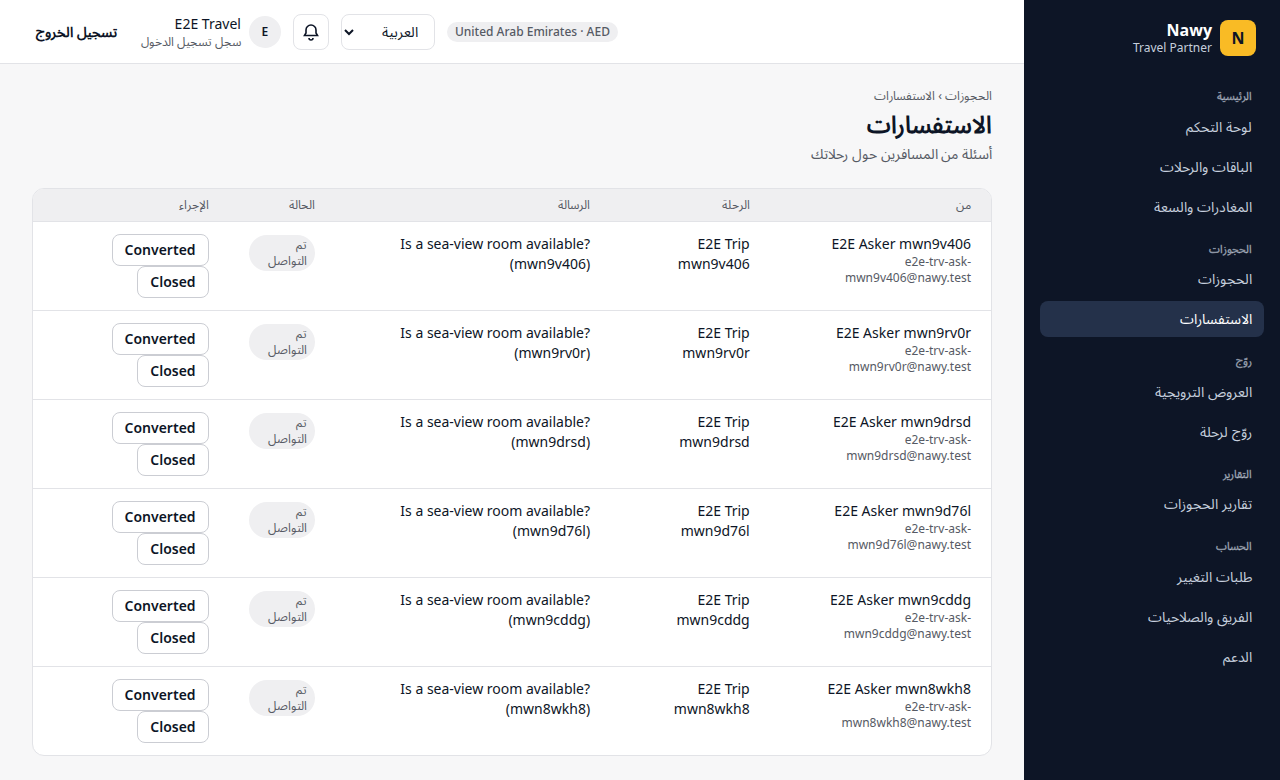 N
Nawy
Travel Partner
الرئيسية
لوحة التحكم
الباقات والرحلات
المغادرات والسعة
الحجوزات
الحجوزات
الاستفسارات
روّج
العروض الترويجية
روّج لرحلة
التقارير
تقارير الحجوزات
الحساب
طلبات التغيير
الفريق والصلاحيات
الدعم
United Arab Emirates · AED
العربية
E
E2E Travel
سجل تسجيل الدخول
تسجيل الخروج
الحجوزات › الاستفسارات
الاستفسارات
أسئلة من المسافرين حول رحلاتك
من الرحلة الرسالة الحالة الإجراء
E2E Asker mwn9v406
e2e-trv-ask-
mwn9v406@nawy.test
E2E Trip
mwn9v406
Is a sea-view room available?
(mwn9v406)
تم
التواصل
Converted
Closed
E2E Asker mwn9rv0r
e2e-trv-ask-
mwn9rv0r@nawy.test
E2E Trip
mwn9rv0r
Is a sea-view room available?
(mwn9rv0r)
تم
التواصل
Converted
Closed
E2E Asker mwn9drsd
e2e-trv-ask-
mwn9drsd@nawy.test
E2E Trip
mwn9drsd
Is a sea-view room available?
(mwn9drsd)
تم
التواصل
Converted
Closed
E2E Asker mwn9d76l
e2e-trv-ask-
mwn9d76l@nawy.test
E2E Trip
mwn9d76l
Is a sea-view room available?
(mwn9d76l)
تم
التواصل
Converted
Closed
E2E Asker mwn9cddg
e2e-trv-ask-
mwn9cddg@nawy.test
E2E Trip
mwn9cddg
Is a sea-view room available?
(mwn9cddg)
تم
التواصل
Converted
Closed
E2E Asker mwn8wkh8
e2e-trv-ask-
mwn8wkh8@nawy.test
E2E Trip
mwn8wkh8
Is a sea-view room available?
(mwn8wkh8)
تم
التواصل
Converted
Closed